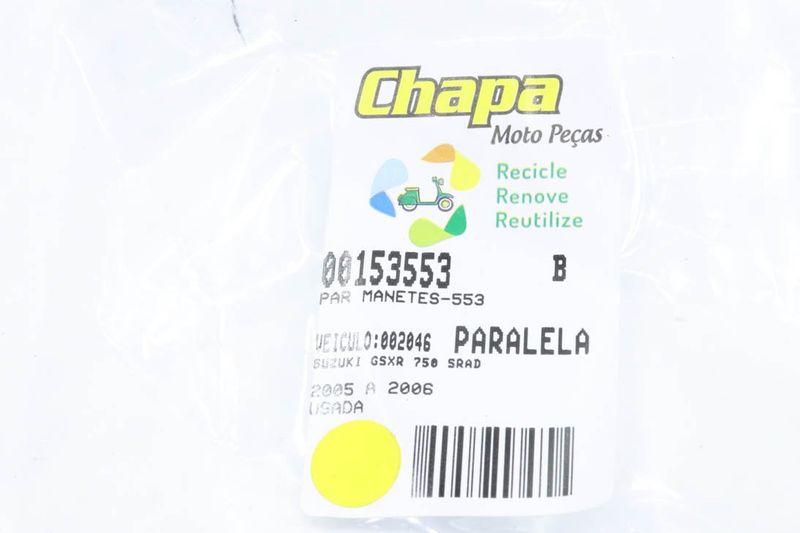 Chapa
Moto Peças
Recicle
Renove
Reutilize
00153553 B
PAR MANETES-553
VEICULO:002046 PARALELA
SUZUKI GSXR 750 SRAD
2005 A 2006
USADA